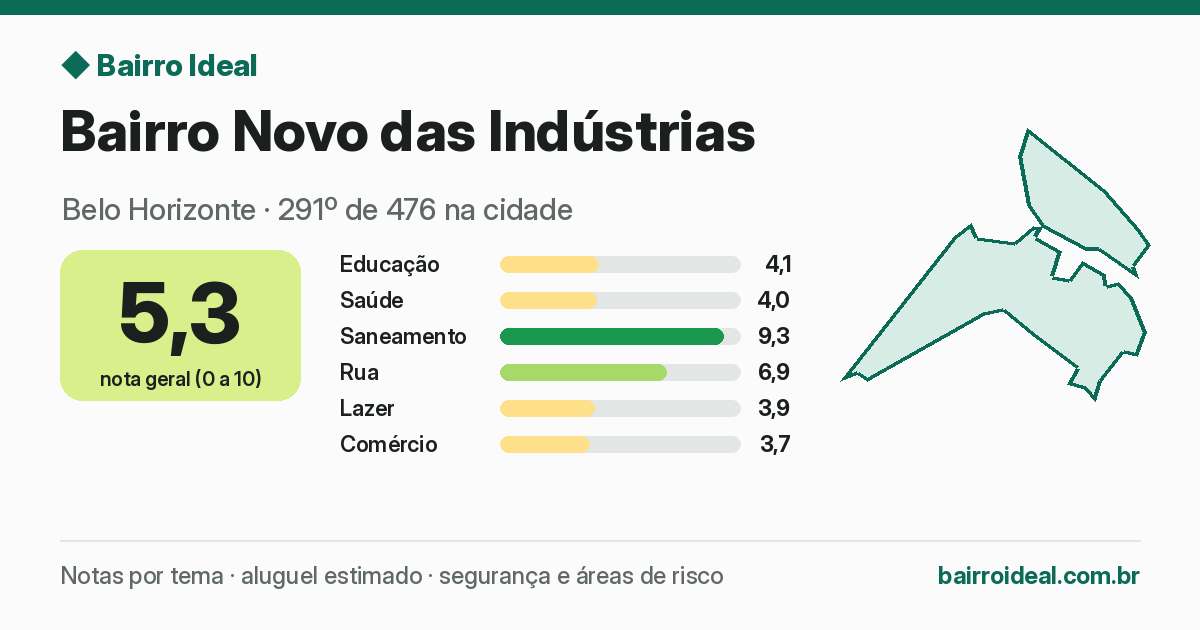 Bairro Ideal
Bairro Novo das Indústrias
Belo Horizonte · 291º de 476 na cidade
5,3
nota geral (0 a 10)
Educação 4,1
Saúde 4,0
Saneamento 9,3
Rua 6,9
Lazer 3,9
Comércio 3,7
Notas por tema · aluguel estimado · segurança e áreas de risco
bairroideal.com.br